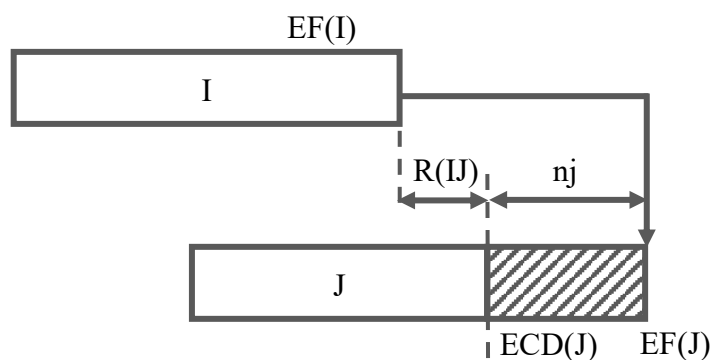 EF(I)
I
R(IJ)
nj
J
ECD(J)
EF(J)